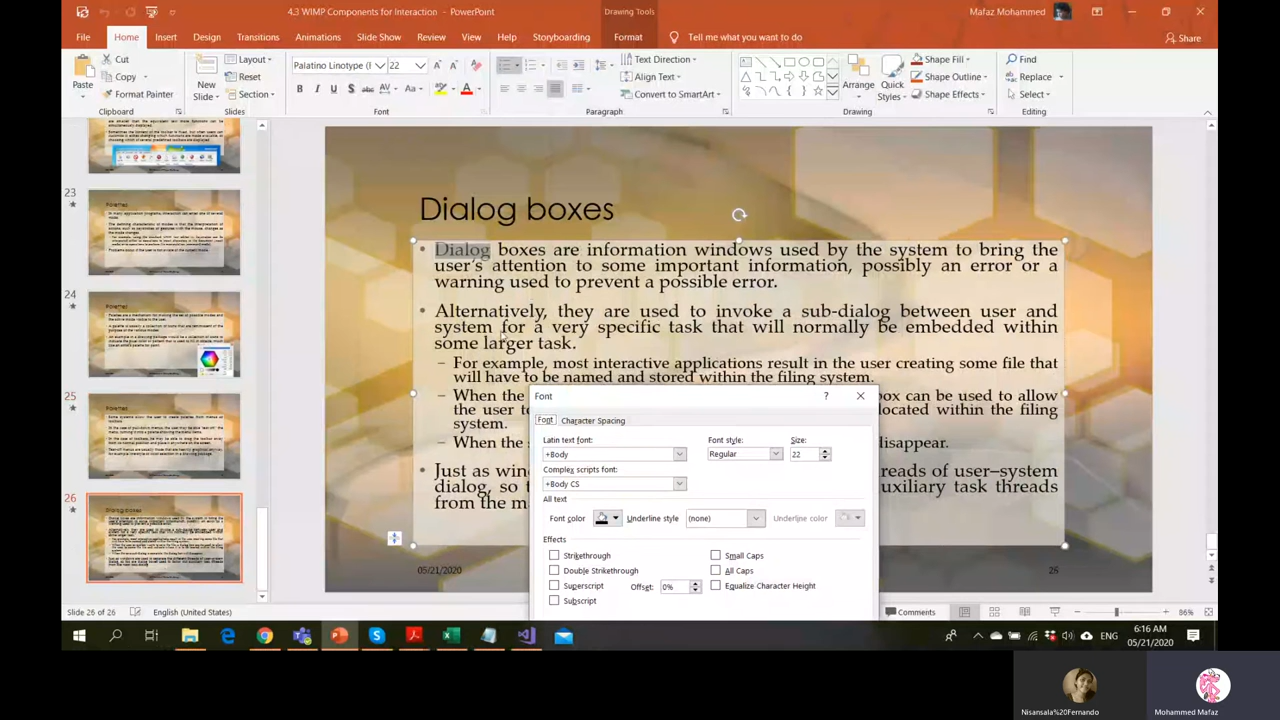 4.3 WIMP Components for Interaction - PowerPoint
Drawing Tools
Mafaz Mohammed
File Home Insert Design Transitions Animations Slide Show Review View Help Storyboarding Format Tell me what you want to do Share
Cut
Copy
Format Painter
Paste
Clipboard
New Slide
Layout
Reset
Section
Slides
Palatino Linotype (I 22
Font
Text Direction
Align Text
Convert to SmartArt
Paragraph
Arrange
Quick Styles
Shape Fill
Shape Outline
Shape Effects
Drawing
Find
Replace
Select
Editing
23
24
25
26
Palettes
Dialog boxes
• Dialog boxes are information windows used by the system to bring the
user's attention to some important information, possibly an error or a
warning used to prevent a possible error.
• Alternatively, they are used to invoke a sub-dialog between user and
system for a very specific task that will normally be embedded within
some larger task.
– For example, most interactive applications result in the user creating some file that
will have to be named and stored within the filing system.
– When the
ox can be used to allow
the user to
located within the filing
system.
– When the s
disappear.
• Just as win
reads of user–system
dialog, so t
uxiliary task threads
from the m
05/21/2020
26
Font
?
Font Character Spacing
Latin text font:
+Body
Font style:
Regular
Size:
22
Complex scripts font:
+Body CS
All text
Font color
Underline style
(none)
Underline color
Effects
Strikethrough
Double Strikethrough
Superscript
Offset: 0%
Subscript
Small Caps
All Caps
Equalize Character Height
Slide 26 of 26
English (United States)
Comments
96%
ENG
6:16 AM
05/21/2020
Nisansala%20Fernando
Mohammed Mafaz